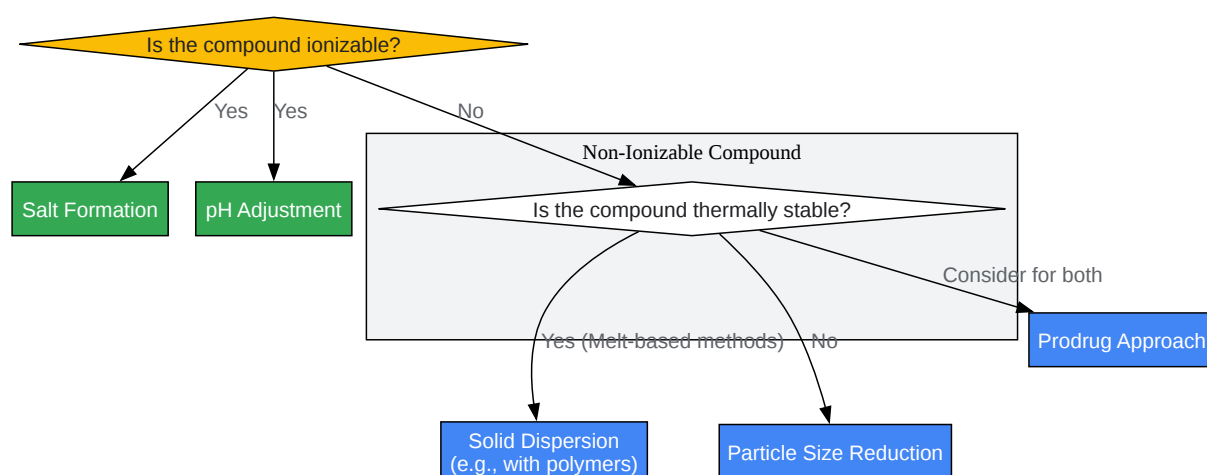 Is the compound ionizable?
Yes
Yes
No
Non-Ionizable Compound
Salt Formation
pH Adjustment
Is the compound thermally stable?
Consider for both
Yes (Melt-based methods)
No
Prodrug Approach
Solid Dispersion
(e.g., with polymers)
Particle Size Reduction